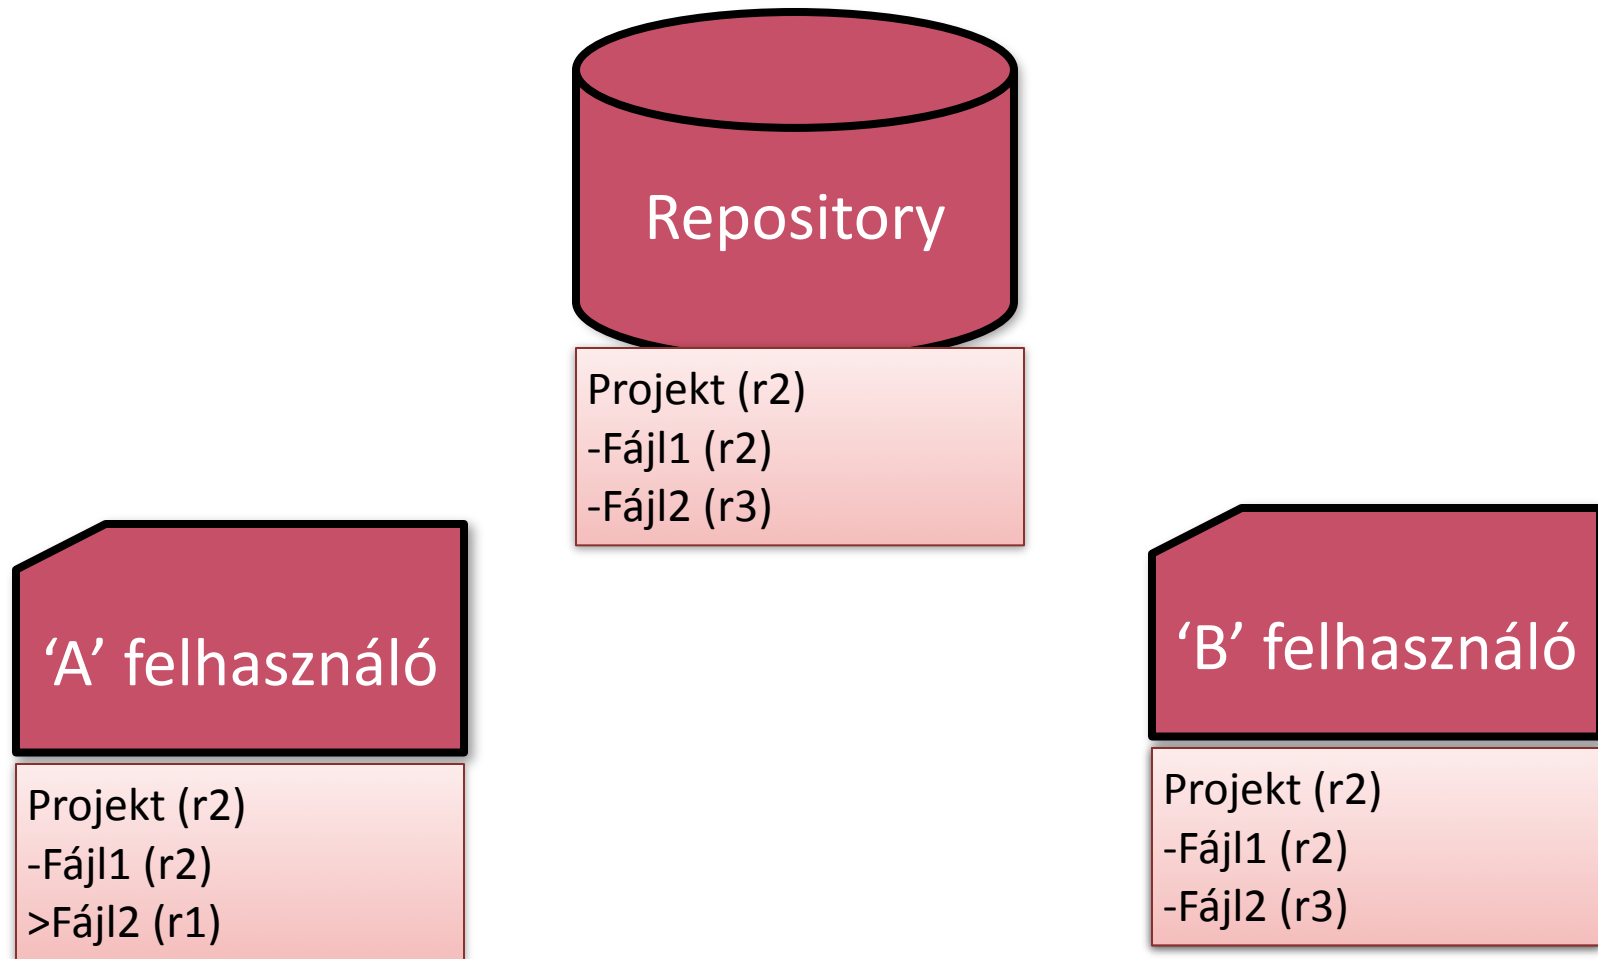 Repository
Projekt (r2)
-Fájl1 (r2)
-Fájl2 (r3)
‘A’ felhasználó
Projekt (r2)
-Fájl1 (r2)
>Fájl2 (r1)
‘B’ felhasználó
Projekt (r2)
-Fájl1 (r2)
-Fájl2 (r3)